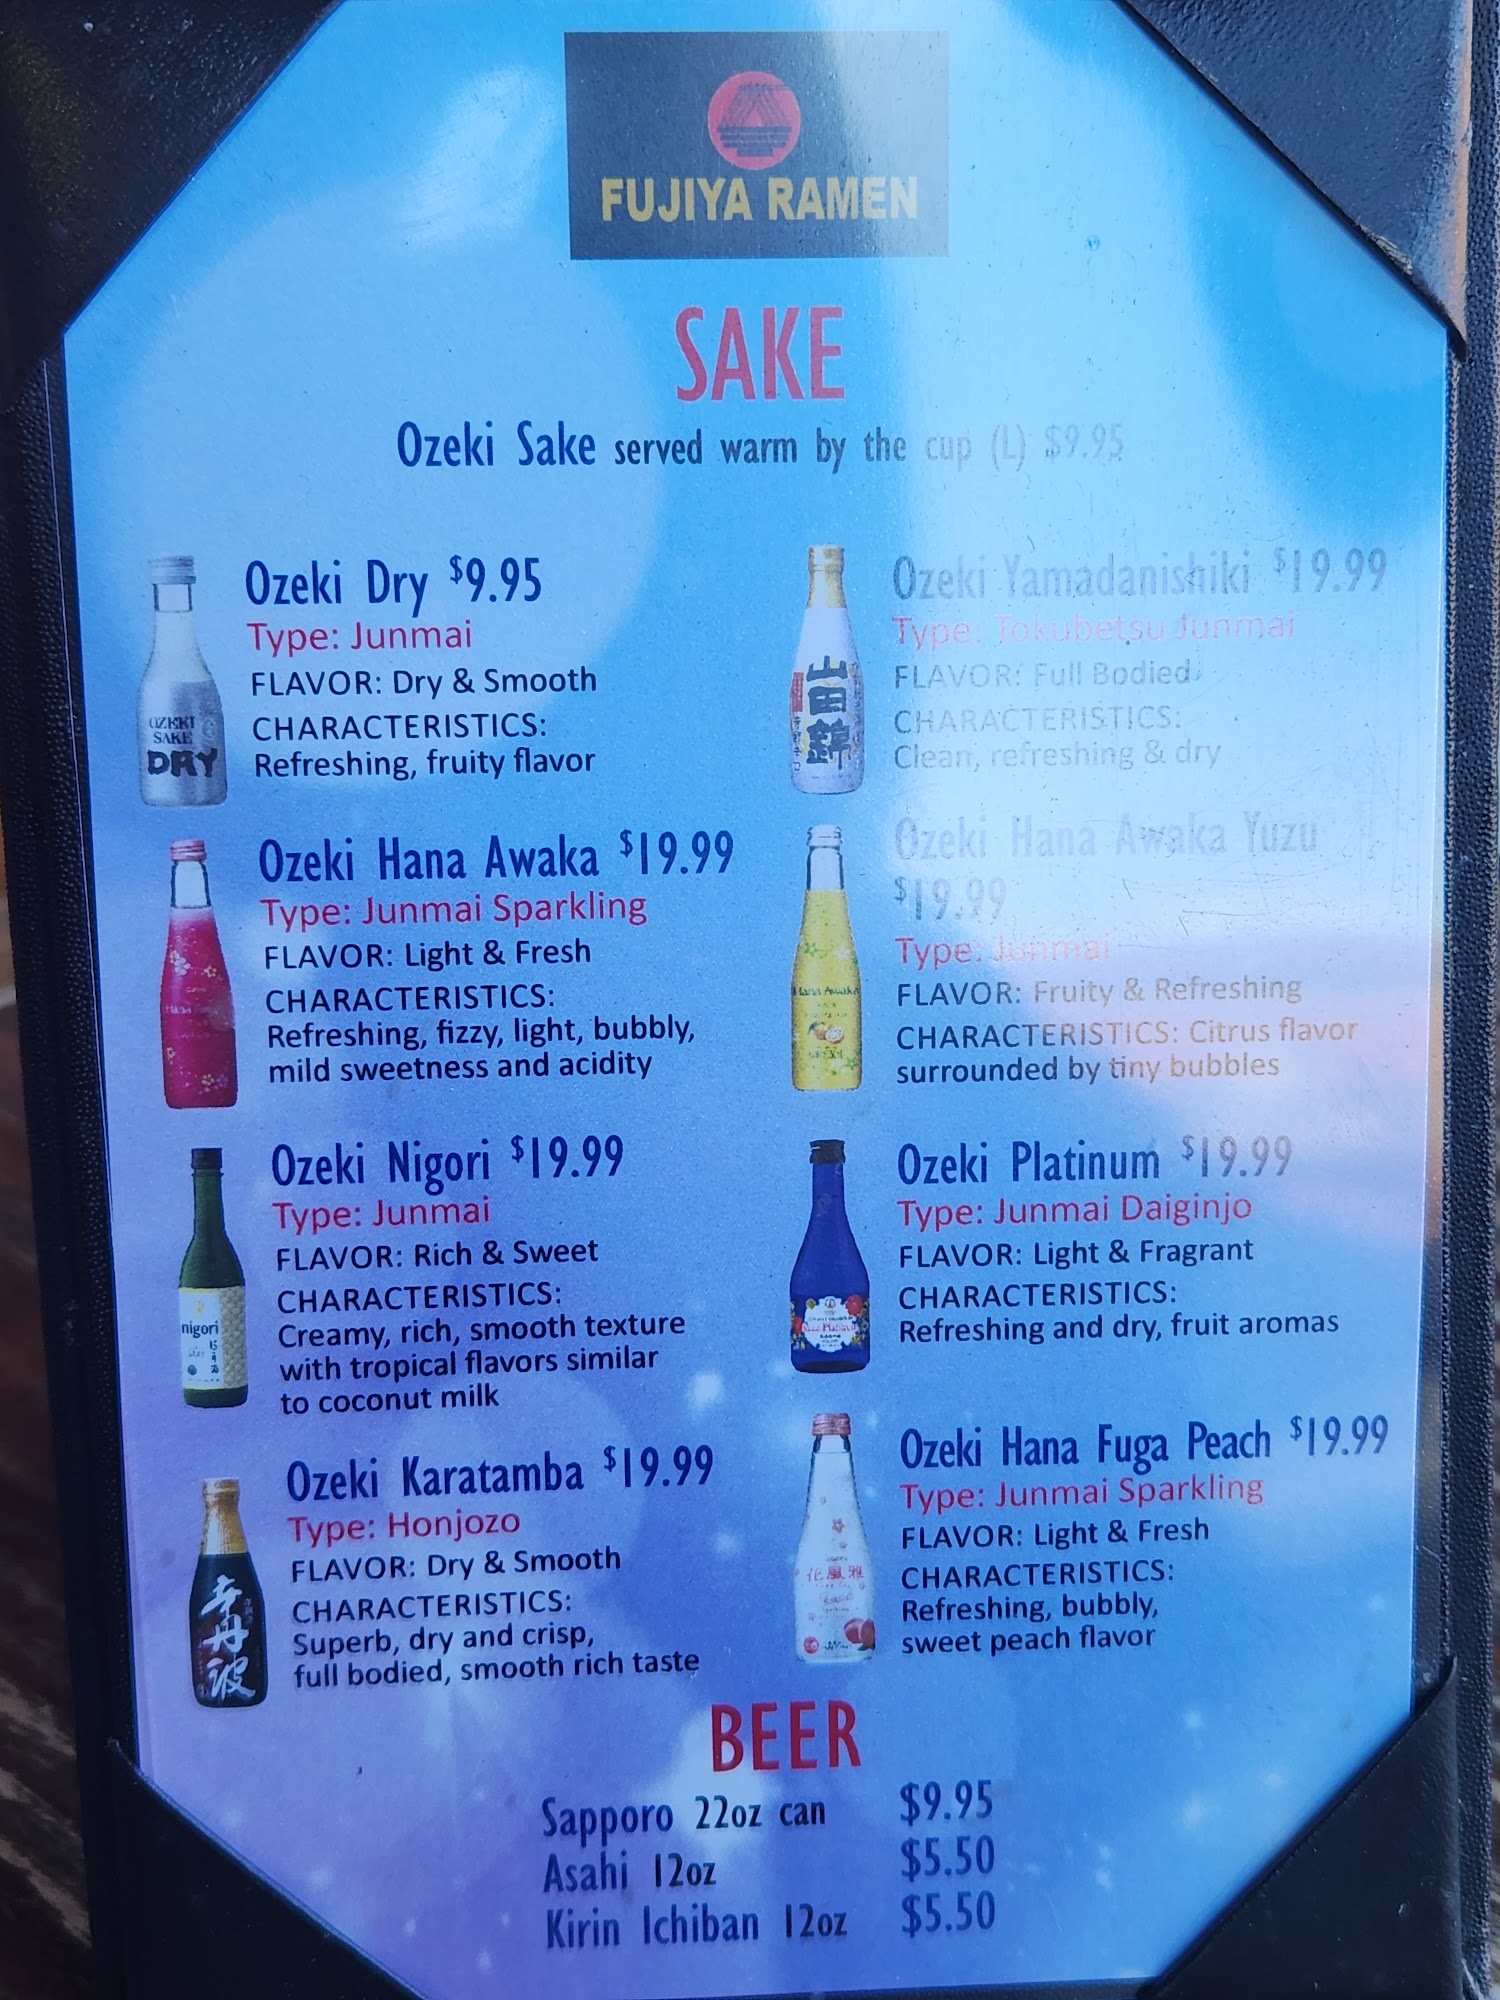 FUJIYA RAMEN
SAKE
Ozeki Sake served warm by the cup (L) $9.95
OZEKI
SAKE
DRY
Ozeki Dry $9.95
Type: Junmai
FLAVOR: Dry & Smooth
CHARACTERISTICS:
Refreshing, fruity flavor
Hana Awaka
Ozeki Hana Awaka $19.99
Type: Junmai Sparkling
FLAVOR: Light & Fresh
CHARACTERISTICS:
Refreshing, fizzy, light, bubbly,
mild sweetness and acidity
nigori
にごり
Ozeki Nigori $19.99
Type: Junmai
FLAVOR: Rich & Sweet
CHARACTERISTICS:
Creamy, rich, smooth texture
with tropical flavors similar
to coconut milk
辛丹波
Ozeki Karatamba $19.99
Type: Honjozo
FLAVOR: Dry & Smooth
CHARACTERISTICS:
Superb, dry and crisp,
full bodied, smooth rich taste
山田錦
Ozeki Yamadanishiki $19.99
Type: Tokubetsu Junmai
FLAVOR: Full Bodied
CHARACTERISTICS:
Clean, refreshing & dry
Hana Awaka
Ozeki Hana Awaka Yuzu
$19.99
Type: Junmai
FLAVOR: Fruity & Refreshing
CHARACTERISTICS: Citrus flavor
surrounded by tiny bubbles
Ozeki Platinum $19.99
Type: Junmai Daiginjo
FLAVOR: Light & Fragrant
CHARACTERISTICS:
Refreshing and dry, fruit aromas
花風雅
Ozeki Hana Fuga Peach $19.99
Type: Junmai Sparkling
FLAVOR: Light & Fresh
CHARACTERISTICS:
Refreshing, bubbly,
sweet peach flavor
BEER
Sapporo 22oz can $9.95
Asahi 12oz $5.50
Kirin Ichiban 12oz $5.50